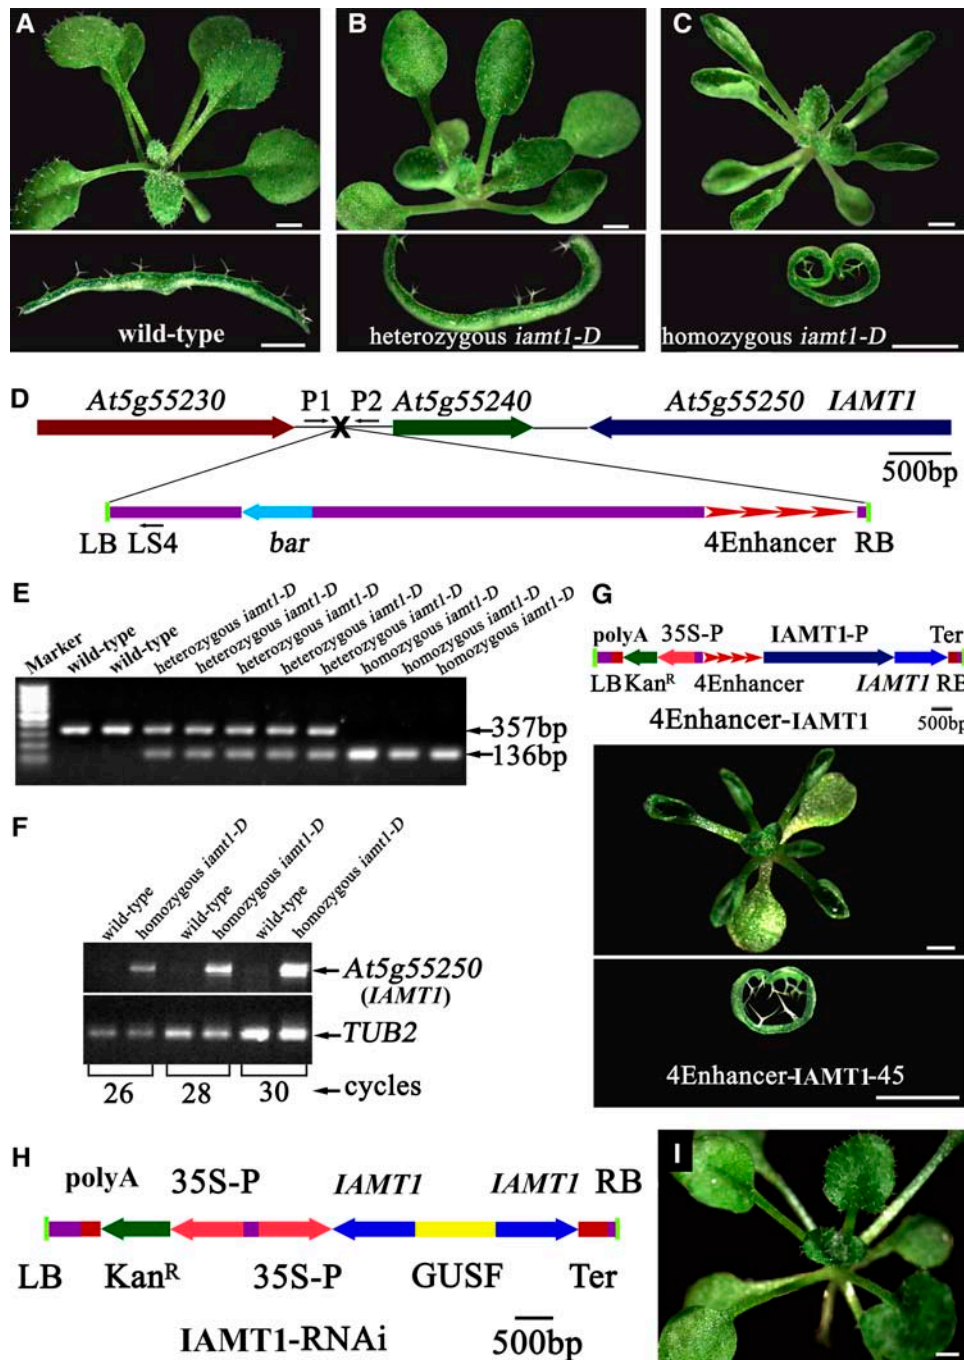 A
B
C
wild-type
heterozygous iamt1-D
homozygous iamt1-D
D
At5g55230
P1
P2
At5g55240
At5g55250 IAMT1
X
500bp
LB
LS4
bar
4Enhancer
RB
E
Marker
wild-type
wild-type
heterozygous iamt1-D
heterozygous iamt1-D
heterozygous iamt1-D
heterozygous iamt1-D
heterozygous iamt1-D
homozygous iamt1-D
homozygous iamt1-D
homozygous iamt1-D
357bp
136bp
F
wild-type
homozygous iamt1-D
wild-type
homozygous iamt1-D
wild-type
homozygous iamt1-D
At5g55250
(IAMT1)
TUB2
26
28
30
cycles
G
polyA
35S-P
IAMT1-P
Ter
LB
KanR
4Enhancer
IAMT1
RB
4Enhancer-IAMT1
500bp
4Enhancer-IAMT1-45
H
polyA
35S-P
IAMT1
IAMT1
RB
LB
KanR
35S-P
GUSF
Ter
IAMT1-RNAi
500bp
I